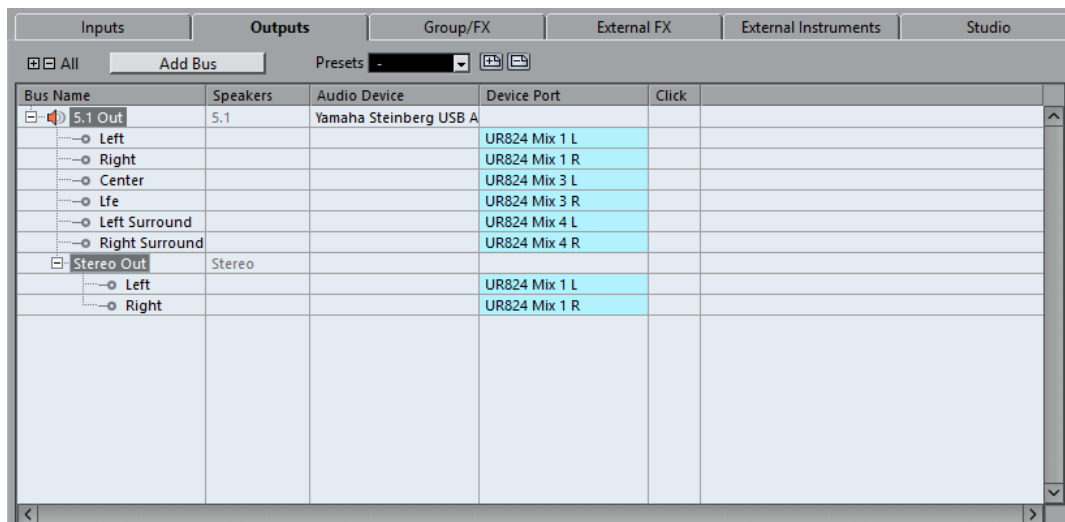 Inputs Outputs Group/FX External FX External Instruments Studio
All Add Bus Presets -
Bus Name Speakers Audio Device Device Port Click
5.1 Out 5.1 Yamaha Steinberg USB A
Left UR824 Mix 1 L
Right UR824 Mix 1 R
Center UR824 Mix 3 L
Lfe UR824 Mix 3 R
Left Surround UR824 Mix 4 L
Right Surround UR824 Mix 4 R
Stereo Out Stereo
Left UR824 Mix 1 L
Right UR824 Mix 1 R